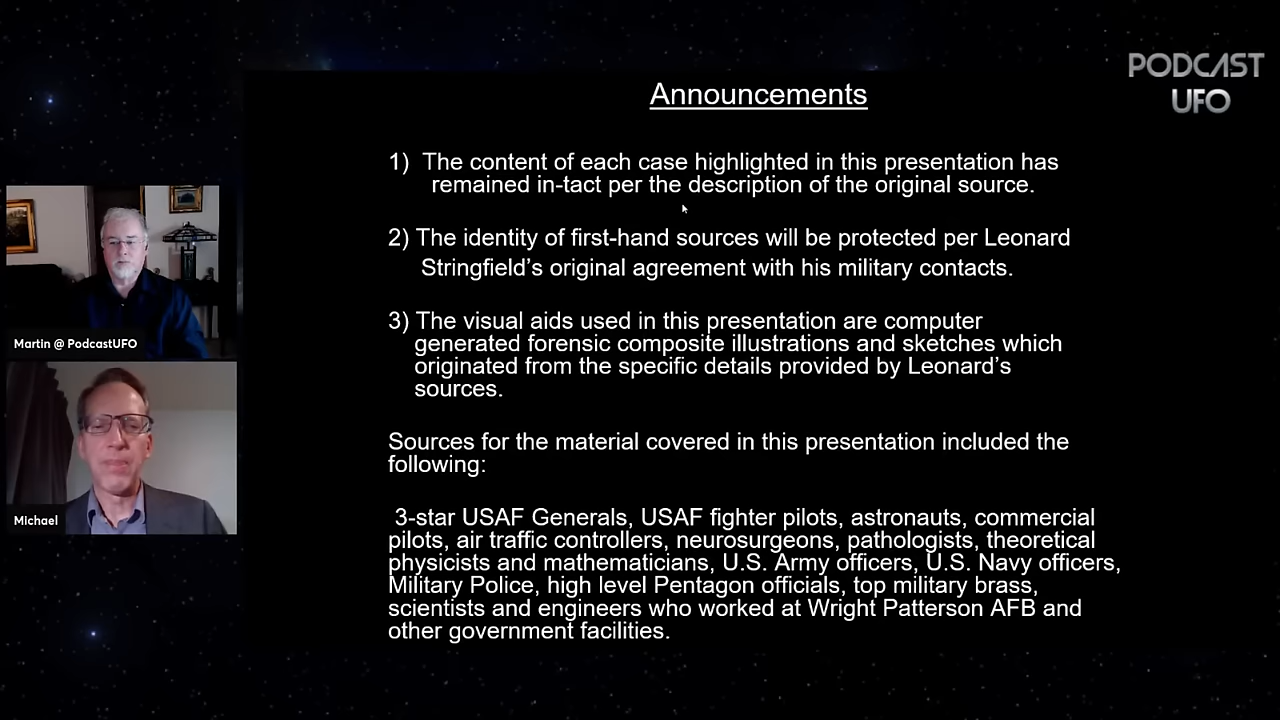 PODCAST
UFO
Announcements
1) The content of each case highlighted in this presentation has
remained in-tact per the description of the original source.
2) The identity of first-hand sources will be protected per Leonard
Stringfield’s original agreement with his military contacts.
3) The visual aids used in this presentation are computer
generated forensic composite illustrations and sketches which
originated from the specific details provided by Leonard’s
sources.
Sources for the material covered in this presentation included the
following:
3-star USAF Generals, USAF fighter pilots, astronauts, commercial
pilots, air traffic controllers, neurosurgeons, pathologists, theoretical
physicists and mathematicians, U.S. Army officers, U.S. Navy officers,
Military Police, high level Pentagon officials, top military brass,
scientists and engineers who worked at Wright Patterson AFB and
other government facilities.
Martin @ PodcastUFO
Michael